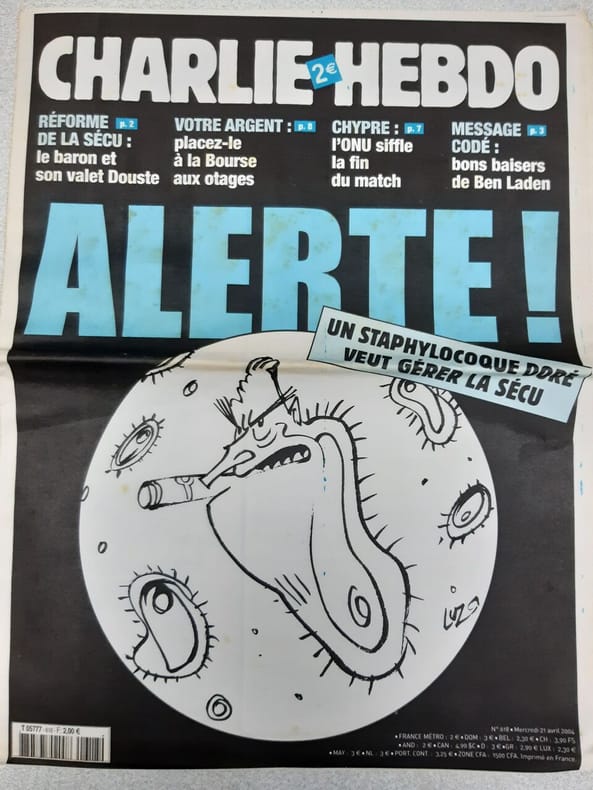 CHARLIE HEBDO
2€
RÉFORME p. 2
DE LA SÉCU :
le baron et
son valet Douste
VOTRE ARGENT : p. 8
placez-le
à la Bourse
aux otages
CHYPRE : p. 7
l'ONU siffle
la fin
du match
MESSAGE p. 3
CODÉ :
bons baisers
de Ben Laden
ALERTE !
UN STAPHYLOCOQUE DORÉ
VEUT GÉRER LA SÉCU
LUZ
T 05777 - 618 - F: 2,00 €
N° 618 • Mercredi 21 avril 2004
• FRANCE MÉTRO : 2 € • DOM : 3 € • BEL : 2,30 € • CH : 3,90 FS
• AND : 2 € • CAN : 4,99 $C • D : 3 € • GR : 2,90 € LUX : 2,30 €
• MAY : 3 € • NL : 3 € • PORT. CONT. : 3,25 € • ZONE CFA : 1500 CFA. Imprimé en France.